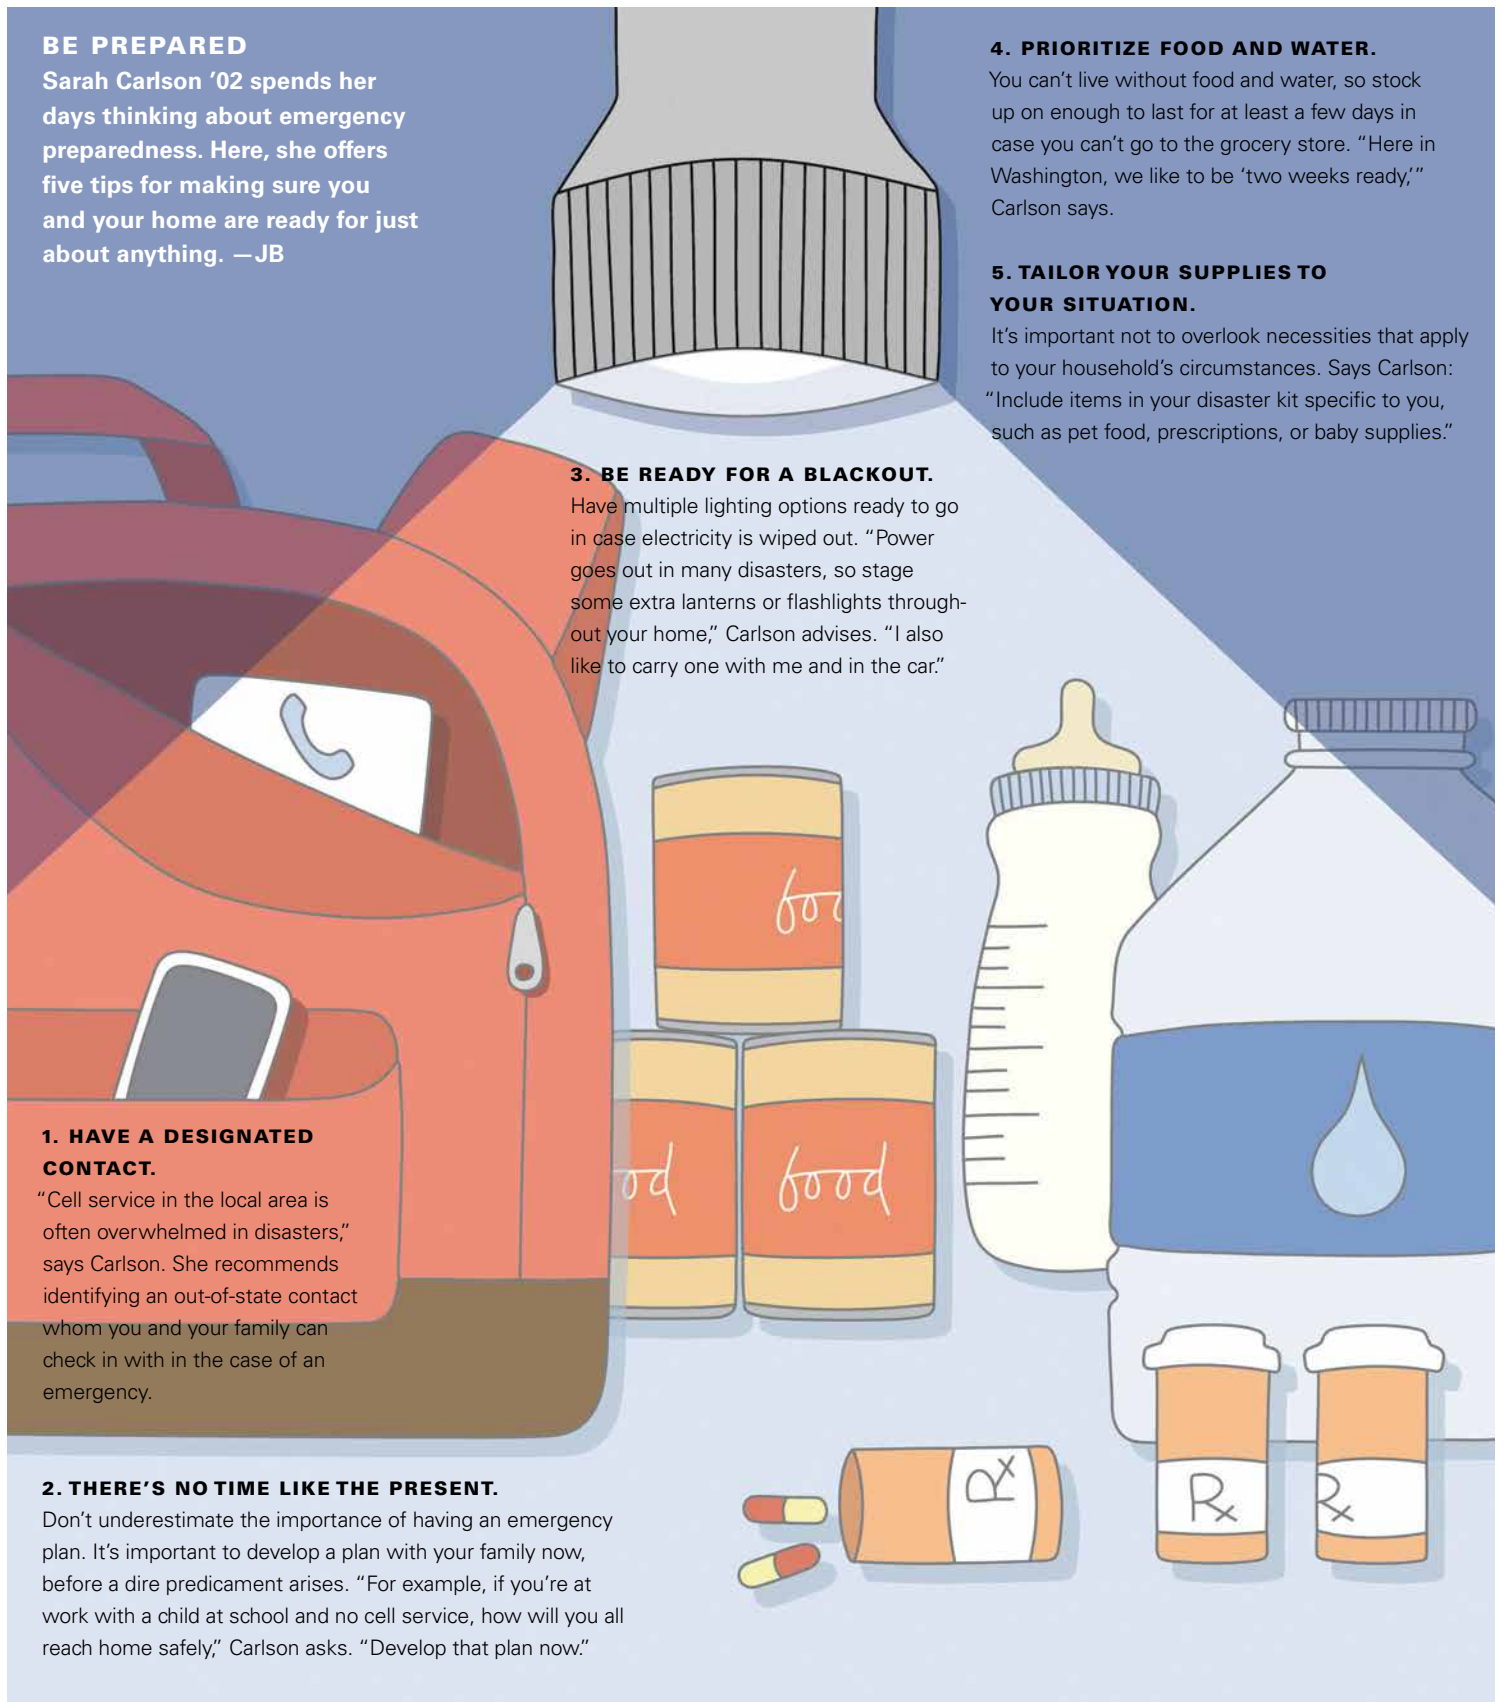 BE PREPARED
Sarah Carlson ’02 spends her
days thinking about emergency
preparedness. Here, she offers
five tips for making sure you
and your home are ready for just
about anything. —JB
1. HAVE A DESIGNATED
CONTACT.
“Cell service in the local area is
often overwhelmed in disasters,”
says Carlson. She recommends
identifying an out-of-state contact
whom you and your family can
check in with in the case of an
emergency.
2. THERE’S NO TIME LIKE THE PRESENT.
Don’t underestimate the importance of having an emergency
plan. It’s important to develop a plan with your family now,
before a dire predicament arises. “For example, if you’re at
work with a child at school and no cell service, how will you all
reach home safely,” Carlson asks. “Develop that plan now.”
3. BE READY FOR A BLACKOUT.
Have multiple lighting options ready to go
in case electricity is wiped out. “Power
goes out in many disasters, so stage
some extra lanterns or flashlights through-
out your home,” Carlson advises. “I also
like to carry one with me and in the car.”
4. PRIORITIZE FOOD AND WATER.
You can’t live without food and water, so stock
up on enough to last for at least a few days in
case you can’t go to the grocery store. “Here in
Washington, we like to be ‘two weeks ready,’”
Carlson says.
5. TAILOR YOUR SUPPLIES TO
YOUR SITUATION.
It’s important not to overlook necessities that apply
to your household’s circumstances. Says Carlson:
“Include items in your disaster kit specific to you,
such as pet food, prescriptions, or baby supplies.”
foo
ood
food
Rx
Rx
Rx